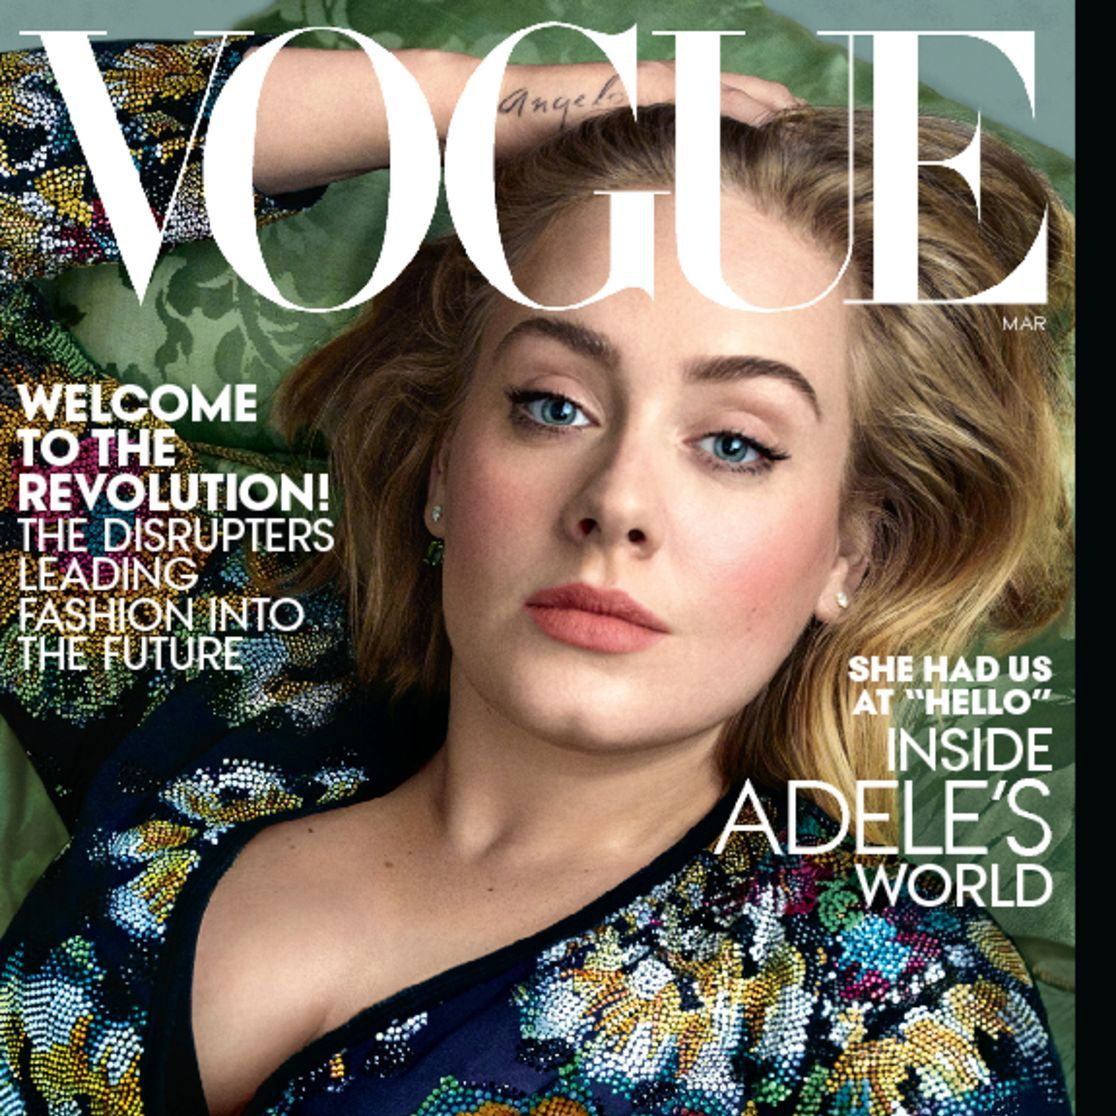 VOGUE
MAR
WELCOME
TO THE
REVOLUTION!
THE DISRUPTERS
LEADING
FASHION INTO
THE FUTURE
SHE HAD US
AT “HELLO”
INSIDE
ADELE’S
WORLD